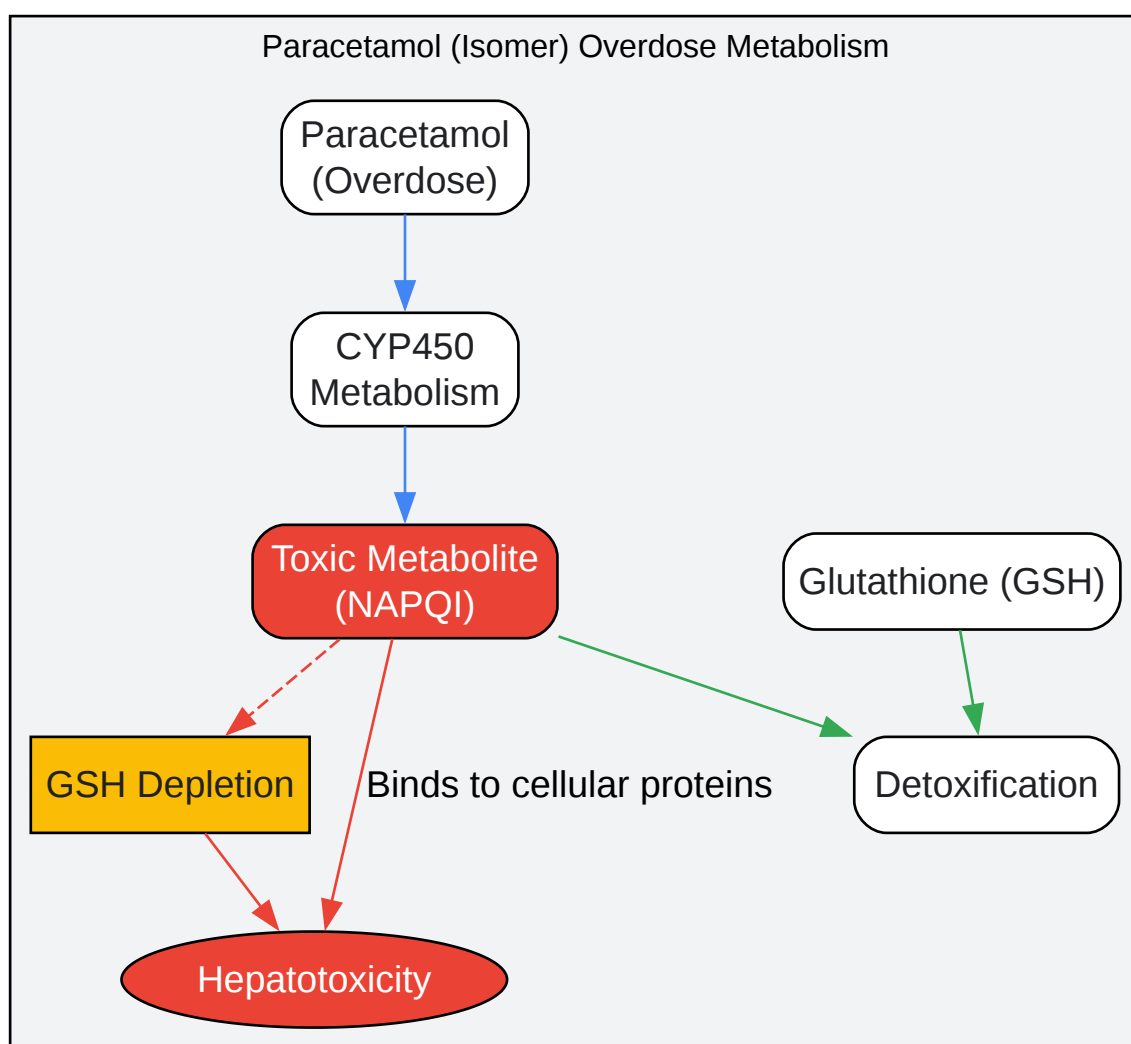 Paracetamol (Isomer) Overdose Metabolism
Paracetamol
(Overdose)
CYP450
Metabolism
Toxic Metabolite
(NAPQI)
Glutathione (GSH)
GSH Depletion
Binds to cellular proteins
Detoxification
Hepatotoxicity